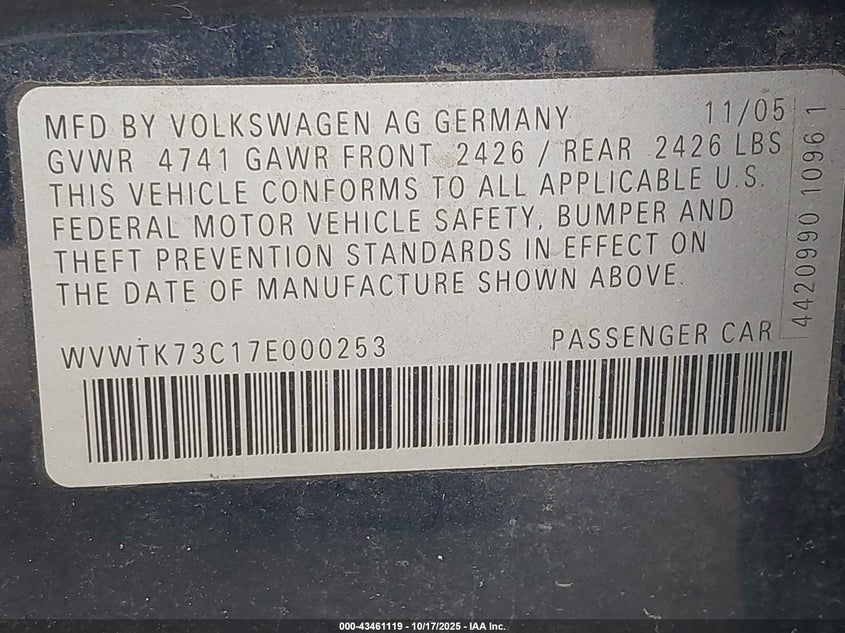 MFD BY VOLKSWAGEN AG GERMANY 11/05
GVWR 4741 GAWR FRONT 2426 / REAR 2426 LBS
THIS VEHICLE CONFORMS TO ALL APPLICABLE U.S.
FEDERAL MOTOR VEHICLE SAFETY, BUMPER AND
THEFT PREVENTION STANDARDS IN EFFECT ON
THE DATE OF MANUFACTURE SHOWN ABOVE.
WVWTK73C17E000253 PASSENGER CAR
4420990 1096 1
000-43461119 - 10/17/2025 - IAA Inc.